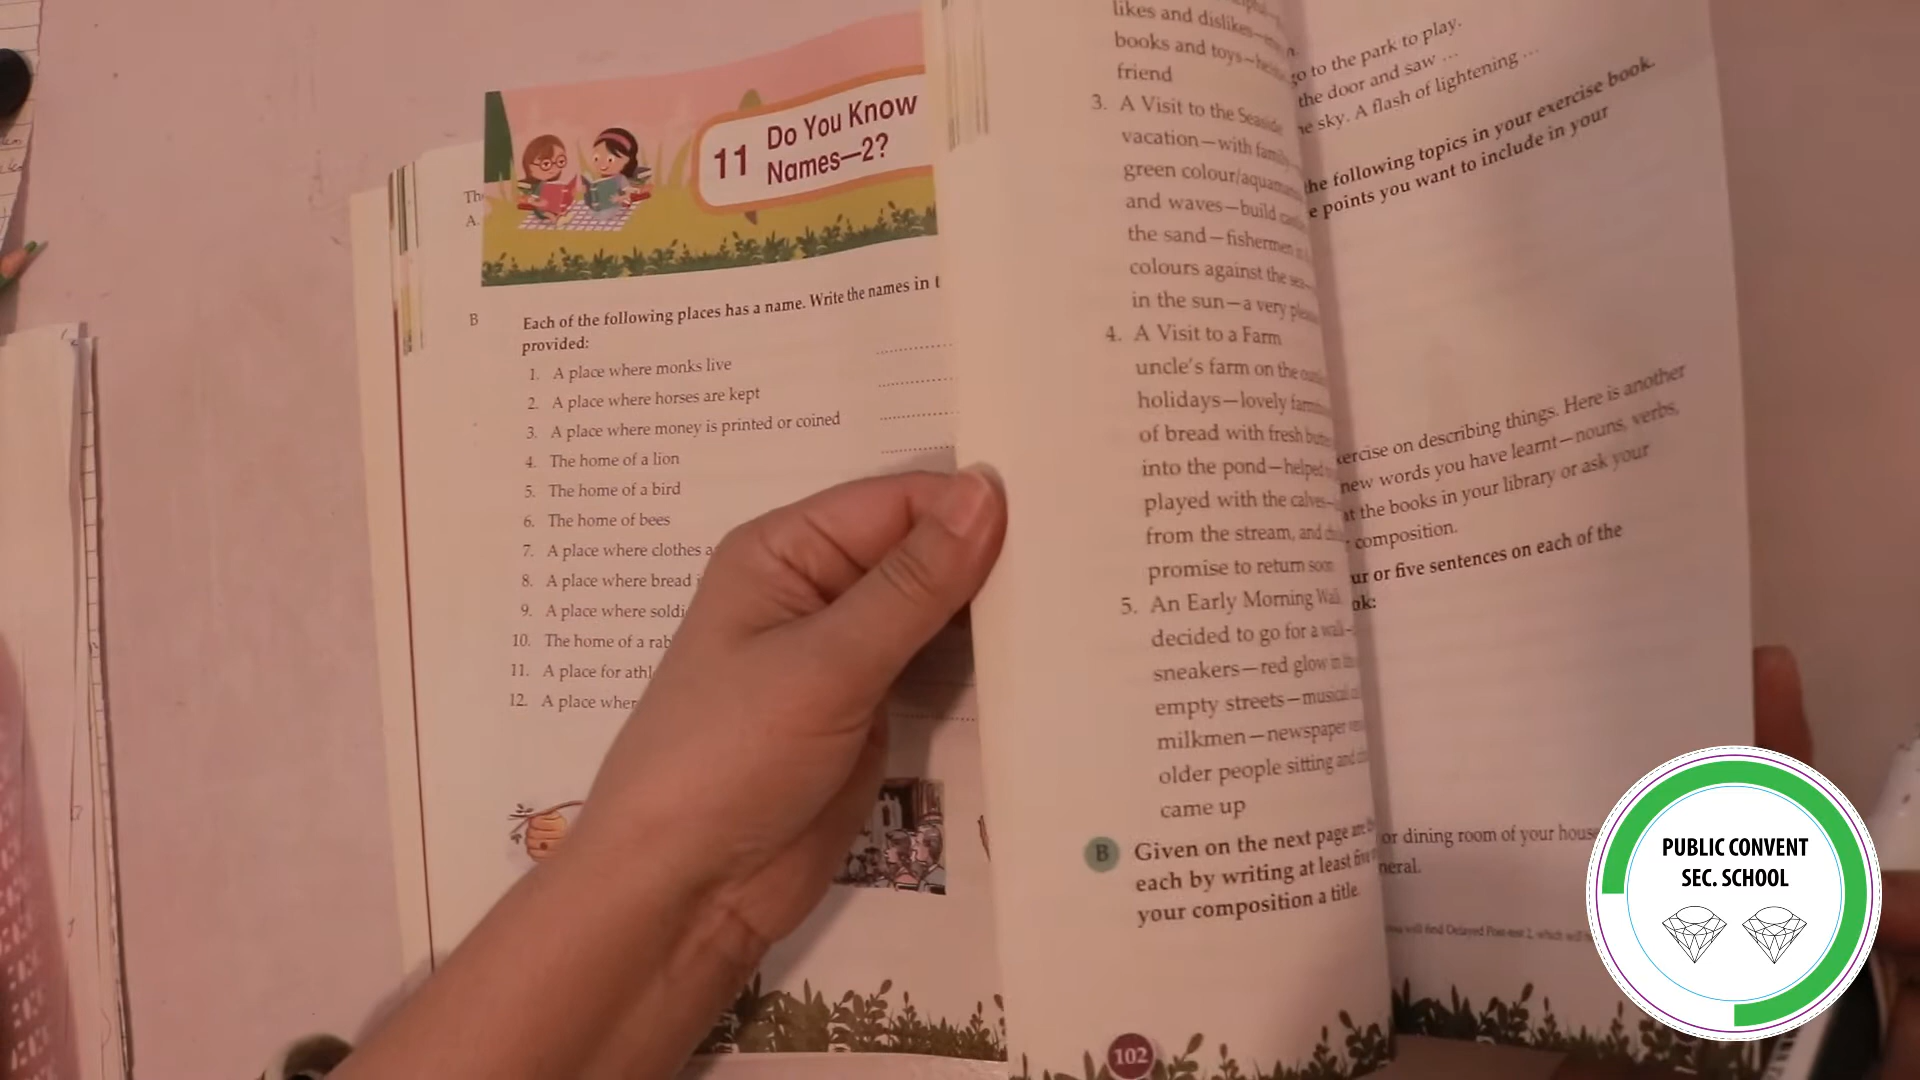 11
Do You Know
Names—2?
Th
A.
B
Each of the following places has a name. Write the names in t
provided:
1. A place where monks live
2. A place where horses are kept
3. A place where money is printed or coined
4. The home of a lion
5. The home of a bird
6. The home of bees
7. A place where clothes a
8. A place where bread i
9. A place where soldi
10. The home of a rab
11. A place for athl
12. A place wher
likes and dislikes—
books and toys—
friend
3. A Visit to the Seaside
vacation—with family
green colour/
and waves—build
the sand—fishermen
colours against the sea—
in the sun—a very
4. A Visit to a Farm
uncle's farm on the
holidays—lovely
of bread with fresh
into the pond—helped
played with the calves—
from the stream, and
promise to return soon
5. An Early Morning Walk
decided to go for a walk—
sneakers—red glow in
empty streets—musical
milkmen—newspaper
older people sitting and
came up
B Given on the next page are
each by writing at least five
your composition a title.
102
go to the park to play.
the door and saw ...
he sky. A flash of lightening ...
the following topics in your exercise book.
e points you want to include in your
ercise on describing things. Here is another
new words you have learnt—nouns, verbs,
at the books in your library or ask your
composition.
ur or five sentences on each of the
ok:
or dining room of your house
neral.
you will find Delayed Post-test 2, which will
PUBLIC CONVENT
SEC. SCHOOL